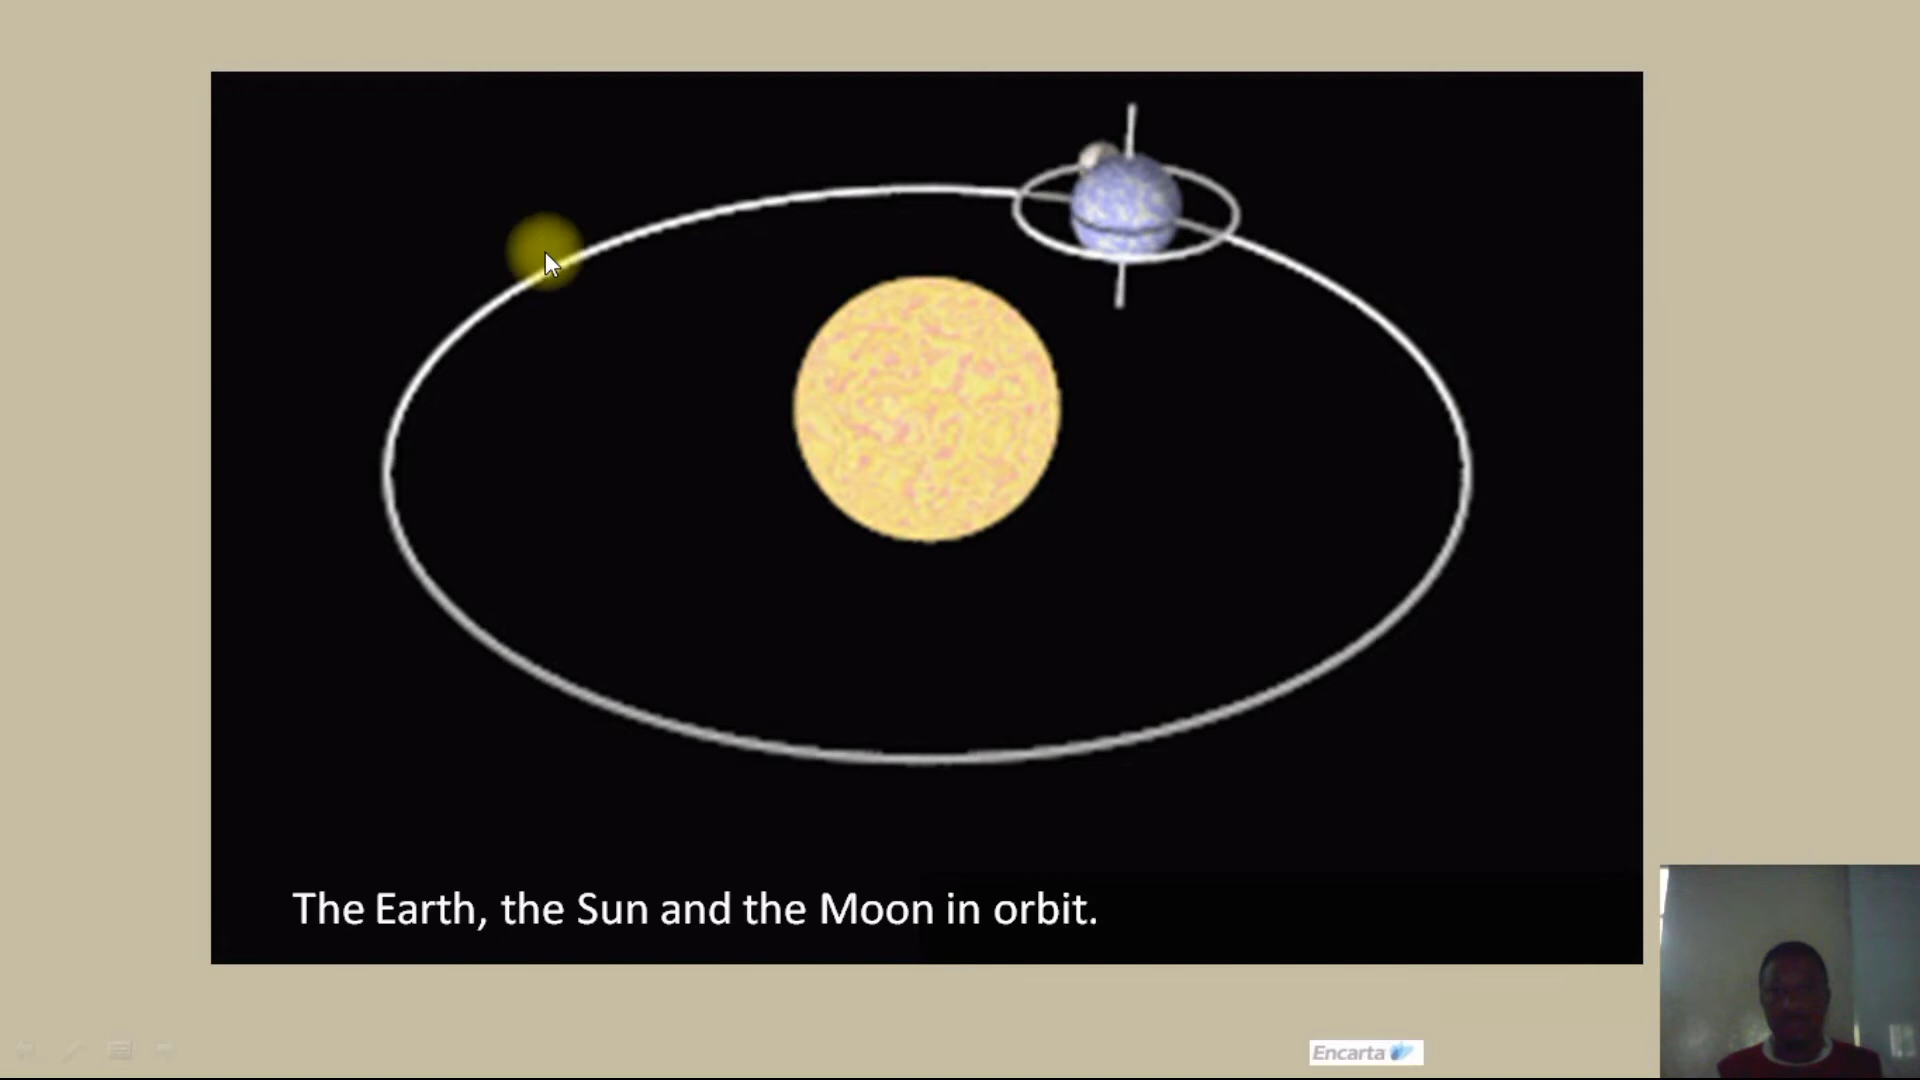 The Earth, the Sun and the Moon in orbit.
Encarta